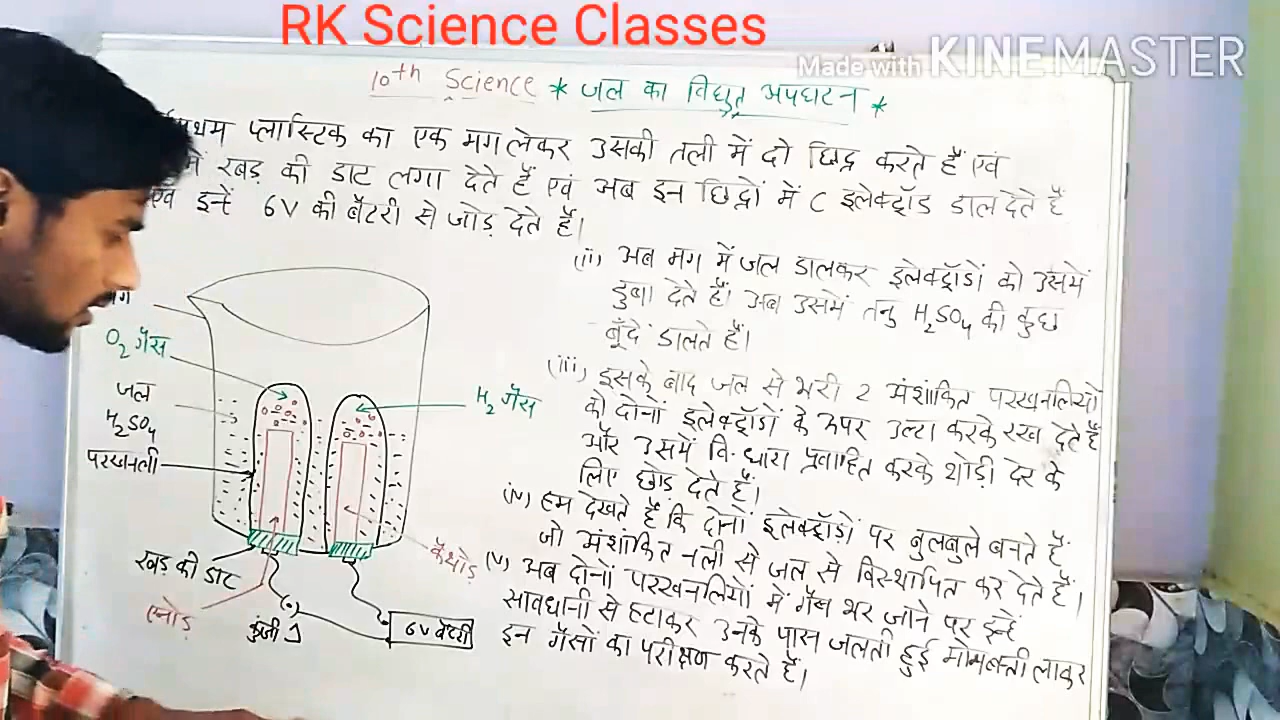 RK Science Classes
Made with KINEMASTER
10th Science * जल का विद्युत अपघटन *
प्लास्टिक का एक मग लेकर उसकी तली में दो छिद्र करते हैं एवं
में रबड़ की डाट लगा देते हैं एवं अब इन छिद्रों में C इलेक्ट्रॉड डाल देते हैं
एवं इन्हें 6V की बॅटरी से जोड़ देते हैं।
(ii) अब मग में जल डालकर इलेक्ट्रॉडों को उसमें
डुबा देते हैं। अब उसमें तनु H₂SO₄ की कुछ
बूँदें डालते हैं।
(iii) इसके बाद जल से भरी 2 अंशांकित परखनलियों
को दोनों इलेक्ट्रॉडों के ऊपर उल्टा करके रख देते हैं
और उसमें वि. धारा प्रवाहित करके थोड़ी देर के
लिए छोड़ देते हैं।
(iv) हम देखते हैं कि दोनों इलेक्ट्रॉडों पर बुलबुले बनते हैं
जो अंशांकित नली से जल से विस्थापित कर देते हैं।
(v) अब दोनों परखनलियों में गॅस भर जाने पर इन्हें
सावधानी से हटाकर उनके पास जलती हुई मोमबत्ती लाकर
इन गॅसों का परीक्षण करते हैं।
O₂ गॅस
जल
H₂SO₄
परखनली
रबड़ की डाट
एनोड़
कुंजी
6V बॅटरी
कॅथोड़
H₂ गॅस